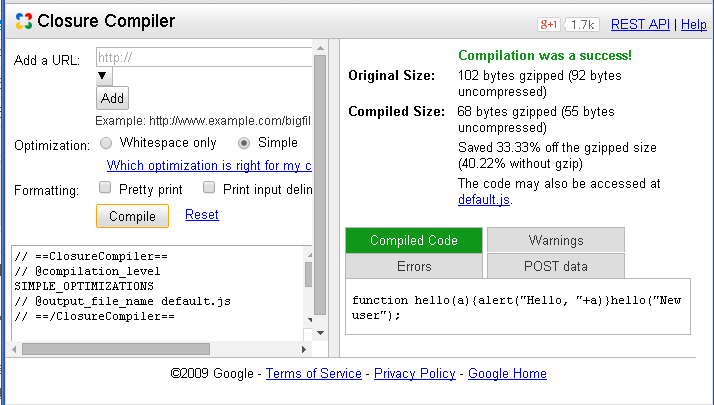 Closure Compiler
+1 1.7k REST API | Help
Add a URL: http://
Add
Example: http://www.example.com/bigfil
Optimization: Whitespace only Simple
Which optimization is right for my c
Formatting: Pretty print Print input delin
Compile Reset
// ==ClosureCompiler==
// @compilation_level
SIMPLE_OPTIMIZATIONS
// @output_file_name default.js
// ==/ClosureCompiler==
Compilation was a success!
Original Size: 102 bytes gzipped (92 bytes
uncompressed)
Compiled Size: 68 bytes gzipped (55 bytes
uncompressed)
Saved 33.33% off the gzipped size
(40.22% without gzip)
The code may also be accessed at
default.js.
Compiled Code Warnings
Errors POST data
function hello(a){alert("Hello, "+a)}hello("New
user");
©2009 Google - Terms of Service - Privacy Policy - Google Home